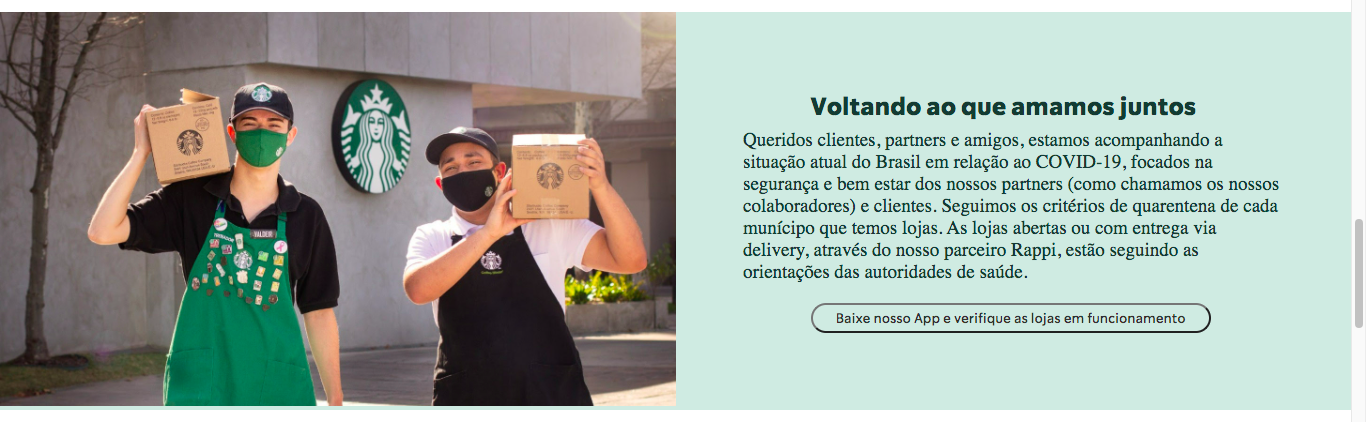 Voltando ao que amamos juntos
Queridos clientes, partners e amigos, estamos acompanhando a
situação atual do Brasil em relação ao COVID-19, focados na
segurança e bem estar dos nossos partners (como chamamos os nossos
colaboradores) e clientes. Seguimos os critérios de quarentena de cada
munícipo que temos lojas. As lojas abertas ou com entrega via
delivery, através do nosso parceiro Rappi, estão seguindo as
orientações das autoridades de saúde.
Baixe nosso App e verifique as lojas em funcionamento